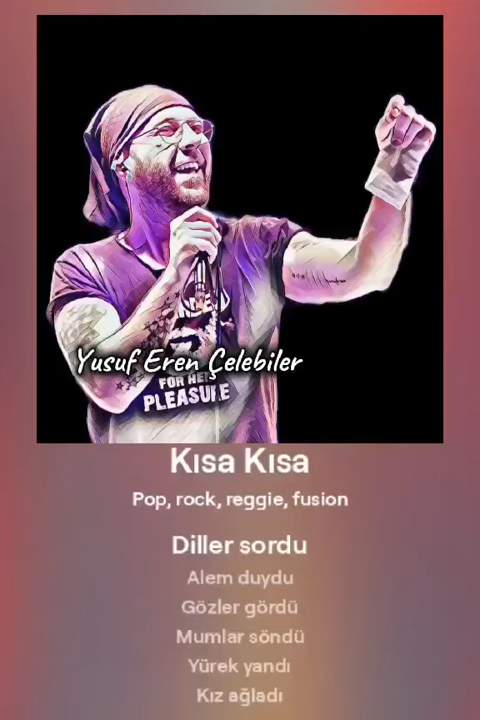 Yusuf Eren Çelebiler
FOR HER
PLEASURE
Kısa Kısa
Pop, rock, reggie, fusion
Diller sordu
Alem duydu
Gözler gördü
Mumlar söndü
Yürek yandı
Kız ağladı